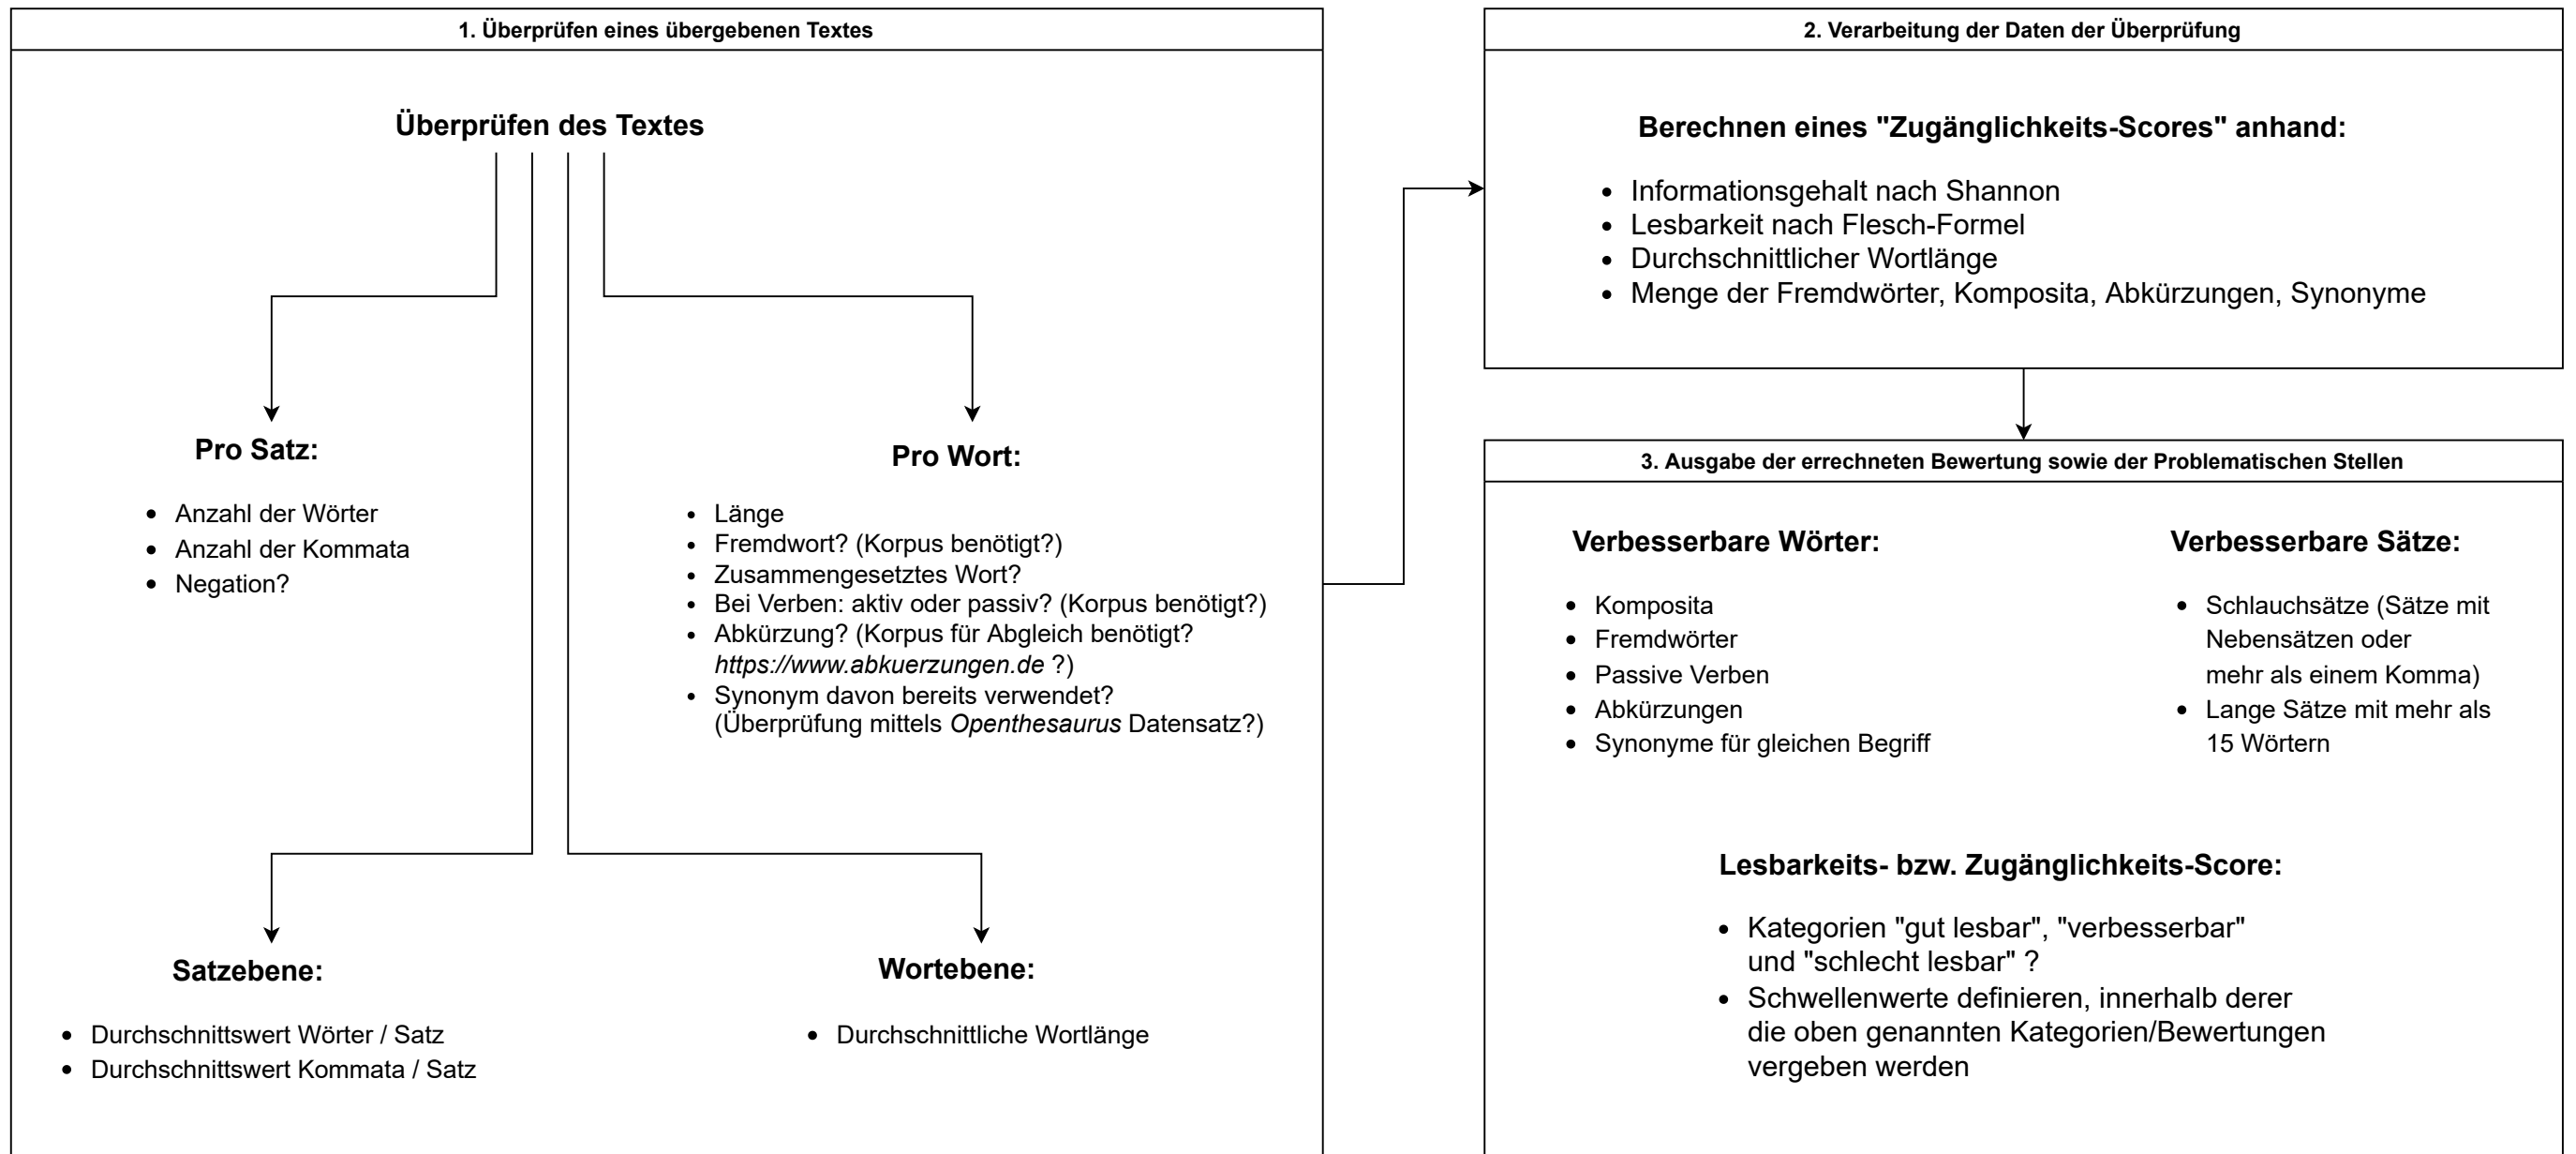 1. Überprüfen eines übergebenen Textes
Überprüfen des Textes
Pro Satz:
Anzahl der Wörter
Anzahl der Kommata
Negation?
Pro Wort:
Länge
Fremdwort? (Korpus benötigt?)
Zusammengesetztes Wort?
Bei Verben: aktiv oder passiv? (Korpus benötigt?)
Abkürzung? (Korpus für Abgleich benötigt?
https://www.abkuerzungen.de ?)
Synonym davon bereits verwendet?
(Überprüfung mittels Openthesaurus Datensatz?)
Satzebene:
Durchschnittswert Wörter / Satz
Durchschnittswert Kommata / Satz
Wortebene:
Durchschnittliche Wortlänge
2. Verarbeitung der Daten der Überprüfung
Berechnen eines "Zugänglichkeits-Scores" anhand:
Informationsgehalt nach Shannon
Lesbarkeit nach Flesch-Formel
Durchschnittlicher Wortlänge
Menge der Fremdwörter, Komposita, Abkürzungen, Synonyme
3. Ausgabe der errechneten Bewertung sowie der Problematischen Stellen
Verbesserbare Wörter:
Komposita
Fremdwörter
Passive Verben
Abkürzungen
Synonyme für gleichen Begriff
Verbesserbare Sätze:
Schlauchsätze (Sätze mit
Nebensätzen oder
mehr als einem Komma)
Lange Sätze mit mehr als
15 Wörtern
Lesbarkeits- bzw. Zugänglichkeits-Score:
Kategorien "gut lesbar", "verbesserbar"
und "schlecht lesbar" ?
Schwellenwerte definieren, innerhalb derer
die oben genannten Kategorien/Bewertungen
vergeben werden